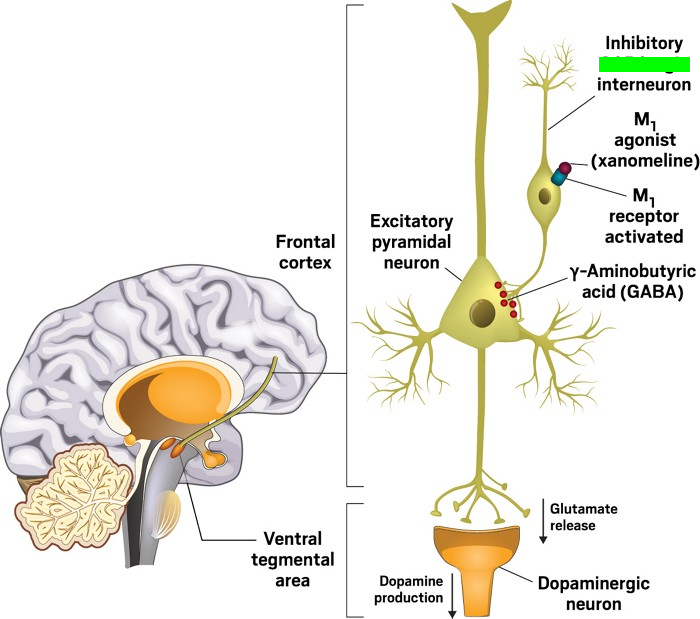 Inhibitory
interneuron
M1
agonist
(xanomeline)
M1
receptor
activated
Excitatory
pyramidal
neuron
Frontal
cortex
γ-Aminobutyric
acid (GABA)
Glutamate
release
Ventral
tegmental
area
Dopamine
production
Dopaminergic
neuron